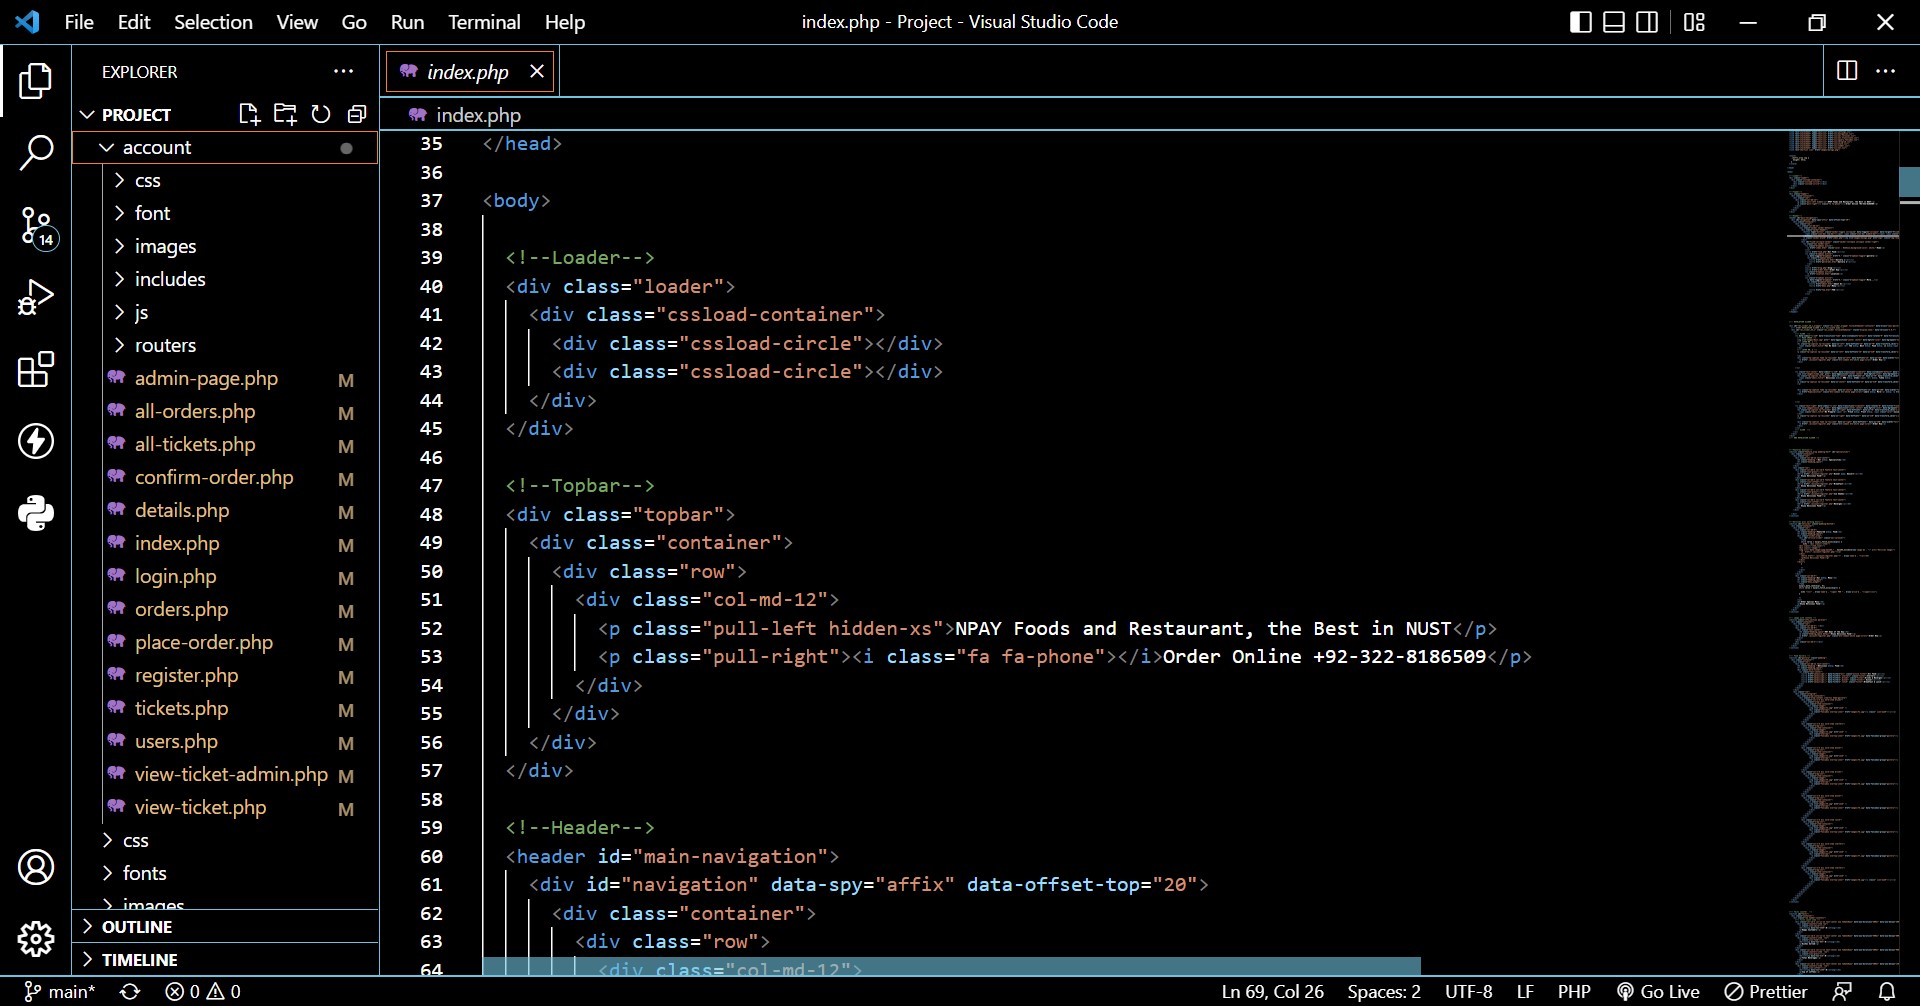 File Edit Selection View Go Run Terminal Help index.php - Project - Visual Studio Code
EXPLORER
PROJECT
account
css
font
images
includes
js
routers
admin-page.php M
all-orders.php M
all-tickets.php M
confirm-order.php M
details.php M
index.php M
login.php M
orders.php M
place-order.php M
register.php M
tickets.php M
users.php M
view-ticket-admin.php M
view-ticket.php M
css
fonts
images
OUTLINE
TIMELINE
14
index.php
index.php
35 </head>
36
37 <body>
38
39 <!--Loader-->
40 <div class="loader">
41 <div class="cssload-container">
42 <div class="cssload-circle"></div>
43 <div class="cssload-circle"></div>
44 </div>
45 </div>
46
47 <!--Topbar-->
48 <div class="topbar">
49 <div class="container">
50 <div class="row">
51 <div class="col-md-12">
52 <p class="pull-left hidden-xs">NPAY Foods and Restaurant, the Best in NUST</p>
53 <p class="pull-right"><i class="fa fa-phone"></i>Order Online +92-322-8186509</p>
54 </div>
55 </div>
56 </div>
57 </div>
58
59 <!--Header-->
60 <header id="main-navigation">
61 <div id="navigation" data-spy="affix" data-offset-top="20">
62 <div class="container">
63 <div class="row">
64 <div class="col-md-12">
main* 0 0 Ln 69, Col 26 Spaces: 2 UTF-8 LF PHP Go Live Prettier